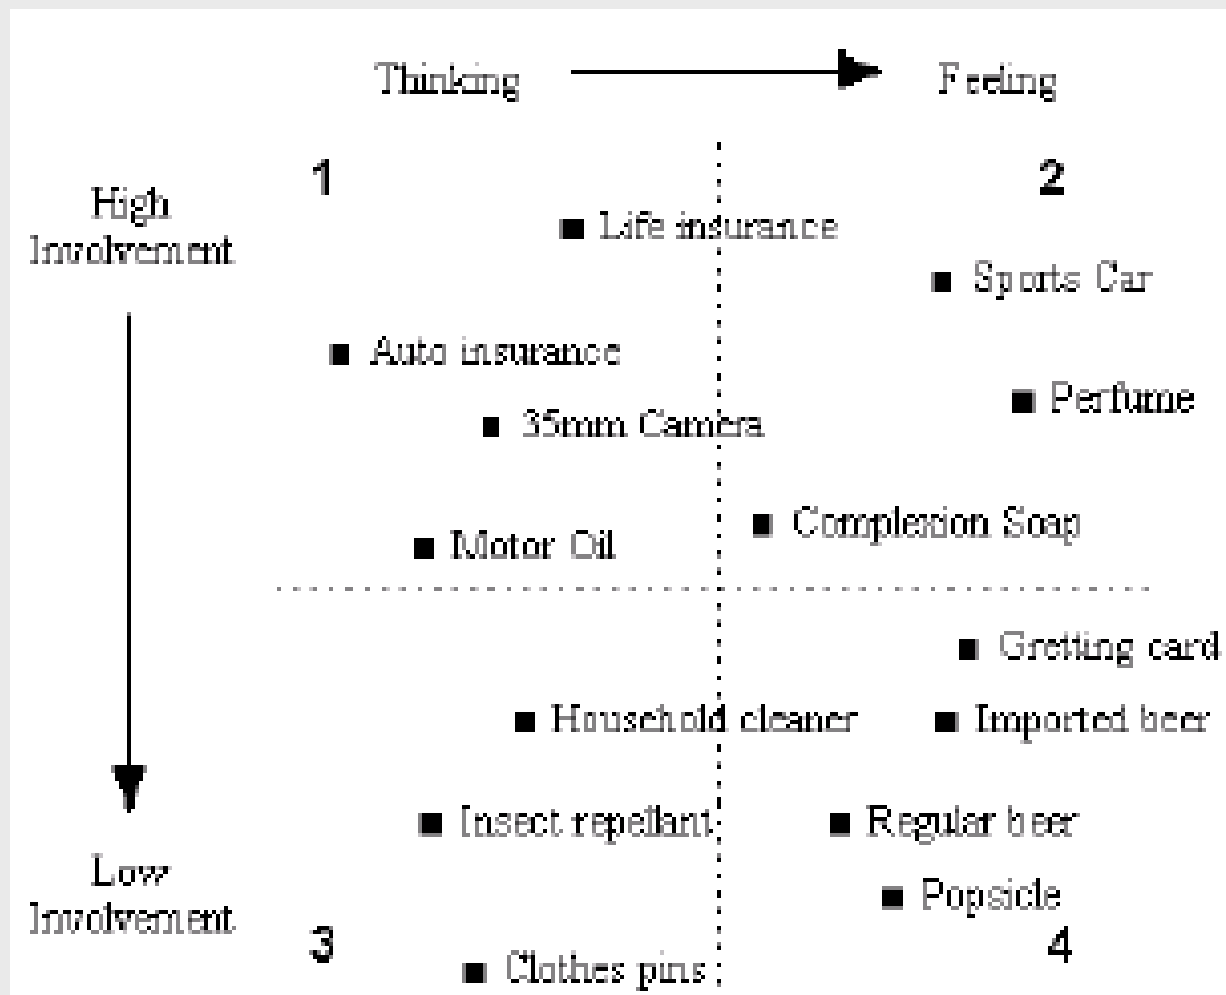 Thinking Feeling
1 2
High
Involvement
Life insurance
Sports Car
Auto insurance
Perfume
35mm Camera
Complexion Soap
Motor Oil
Gretting card
Household cleaner
Imported beer
Insect repellant
Regular beer
Low
Involvement
Popsicle
3 4
Clothes pins